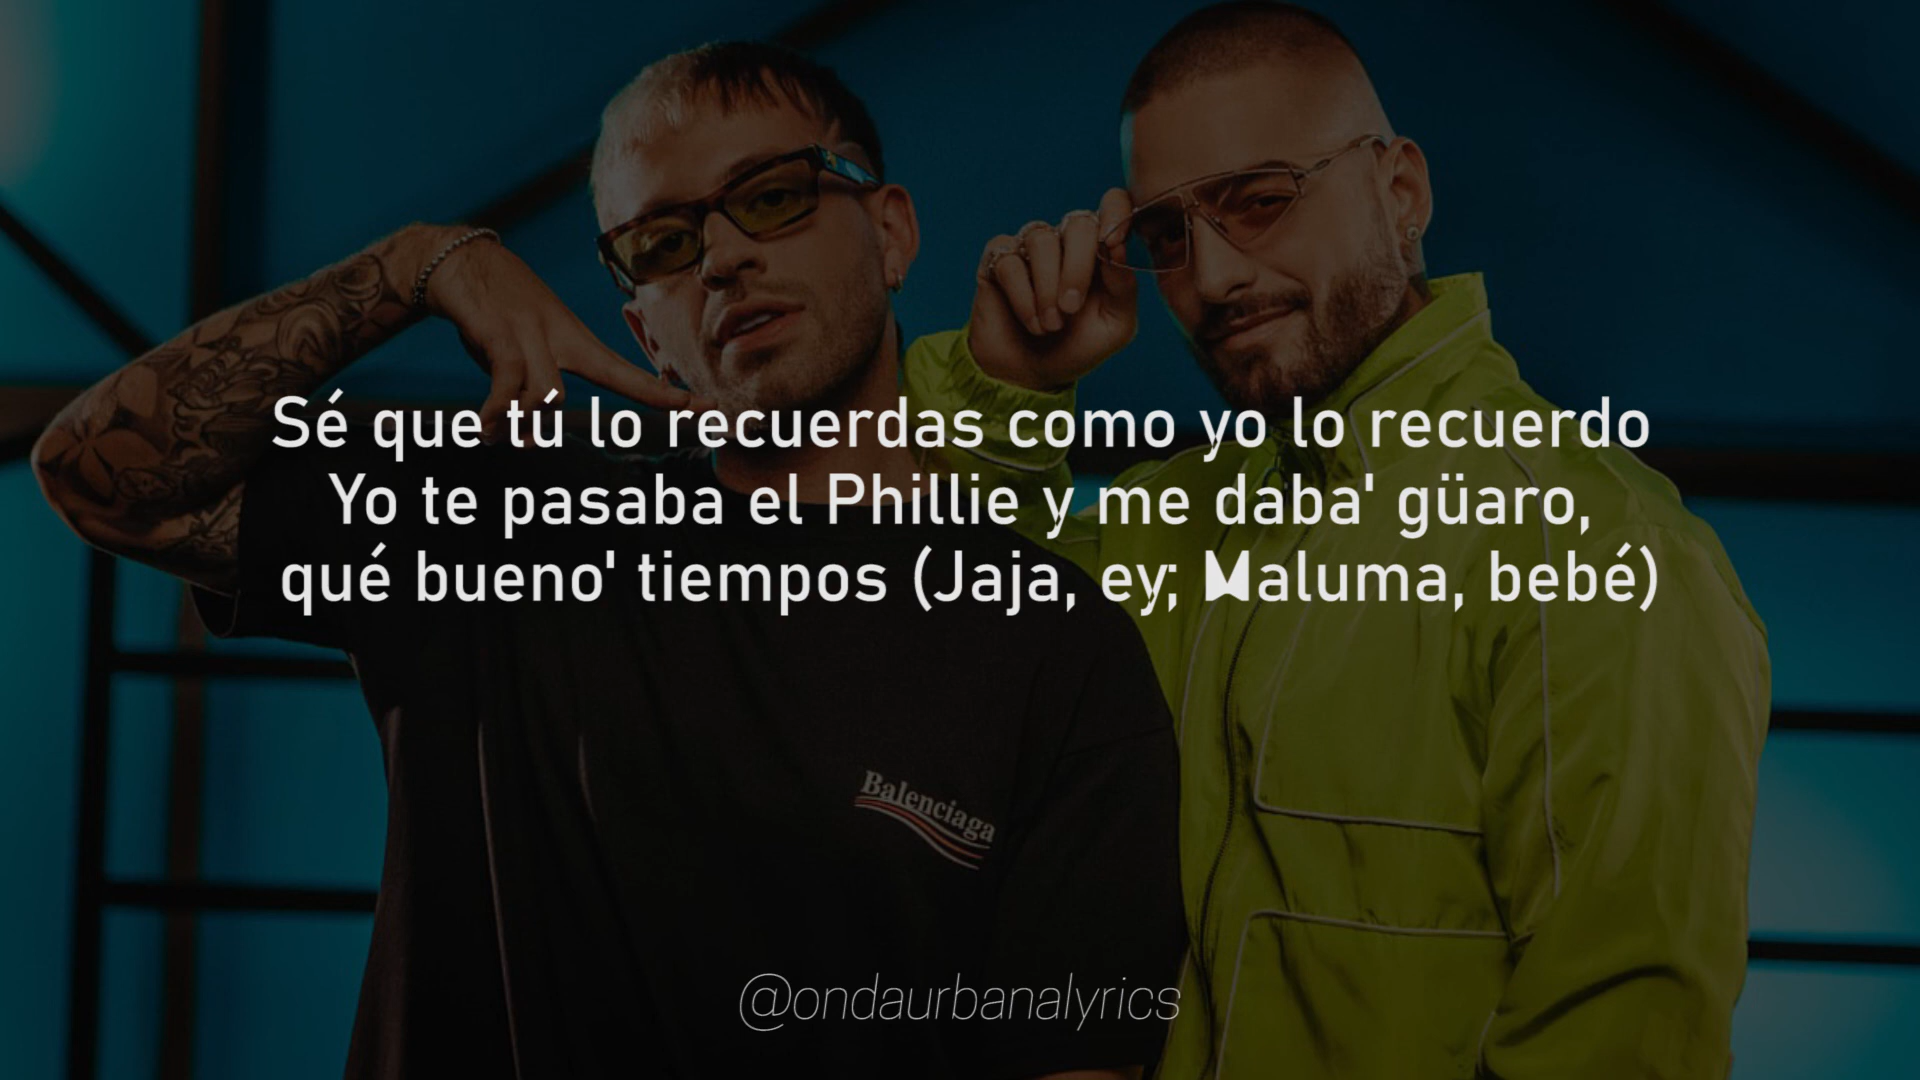 Sé que tú lo recuerdas como yo lo recuerdo
Yo te pasaba el Phillie y me daba' güaro,
qué bueno' tiempos (Jaja, ey; Maluma, bebé)
Balenciaga
@ondaurbanalyrics